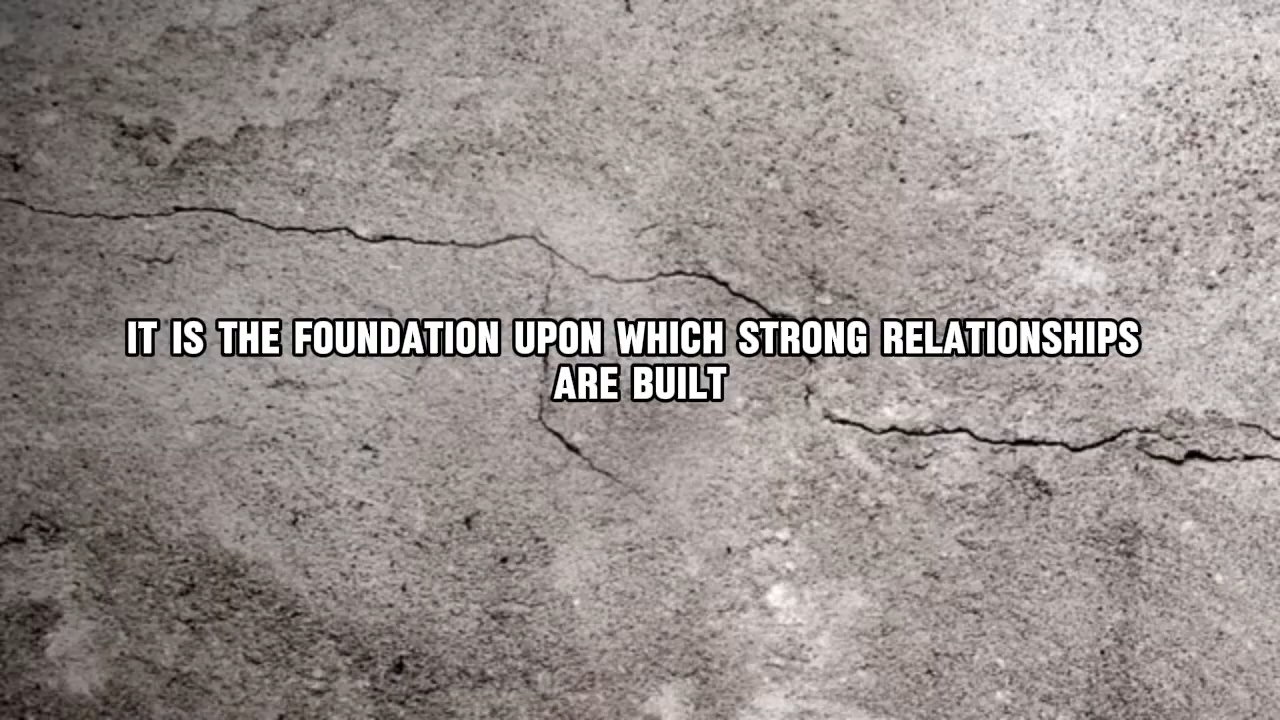 IT IS THE FOUNDATION UPON WHICH STRONG RELATIONSHIPS
ARE BUILT